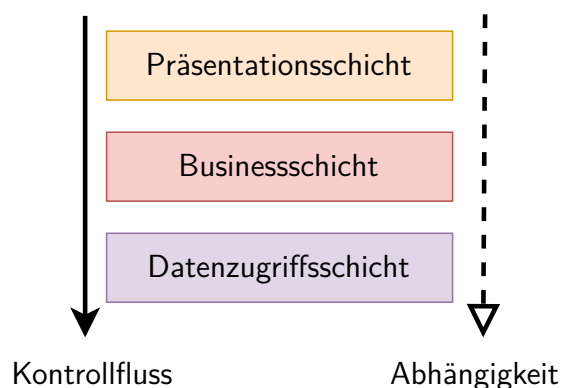 Präsentationsschicht
Businessschicht
Datenzugriffsschicht
Kontrollfluss
Abhängigkeit